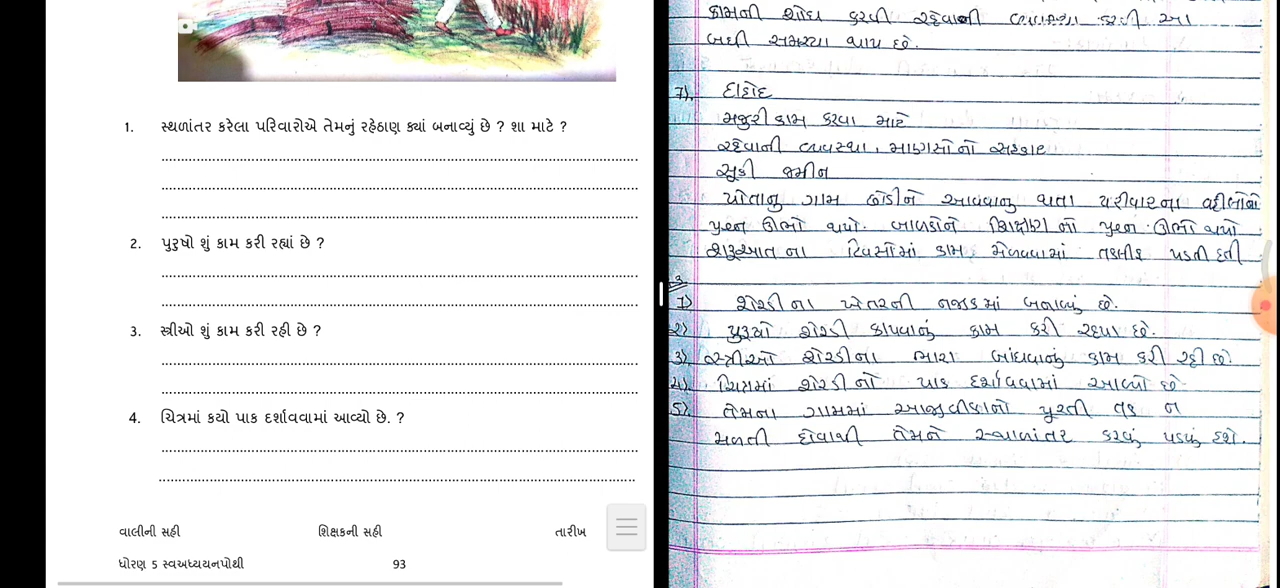 1. સ્થળાંતર કરેલા પરિવારોએ તેમનું રહેઠાણ ક્યાં બનાવ્યું છે ? શા માટે ?
2. પુરુષો શું કામ કરી રહ્યાં છે ?
3. સ્ત્રીઓ શું કામ કરી રહી છે ?
4. ચિત્રમાં કયો પાક દર્શાવવામાં આવ્યો છે. ?
વાલીની સહી શિક્ષકની સહી તારીખ
ધોરણ 5 સ્વઅધ્યયનપોથી 93
કામની શોધ કરવી રહેવાની વ્યવસ્થા કરવી આ
બધી સમસ્યા થાય છે.
7). દાહોદ
મજુરી કામ કરવા માટે
રહેવાની વ્યવસ્થા, માણસોનો સહકાર
સુકી જમીન
પોતાનુ ગામ છોડીને આવવાનુ થતા પરીવારના વડીલોનો
પ્રશ્ન ઊભો થયો. બાળકોને શિક્ષણ નો પ્રશ્ન ઊભો થયો
શરૂઆત ના દિવસોમાં કામ મેળવવામાં તકલીફ પડતી હતી
3
1) શેરડી ના ખેતરની નજીકમાં બનાવ્યું છે.
૨) પુરૂષો શેરડી કાપવાનું કામ કરી રહયા છે.
3) સ્ત્રીઓ શેરડીના ભારા બાંધવાનું કામ કરી રહી છે.
4). ચિત્રમાં શેરડી નો પાક દર્શાવવામાં આવ્યો છે
5). તેમના ગામમાં આજીવીકાની પુરતી તક ન
મળતી હોવાથી તેમને સ્થાળાંતર કરવું પડયું હશે.